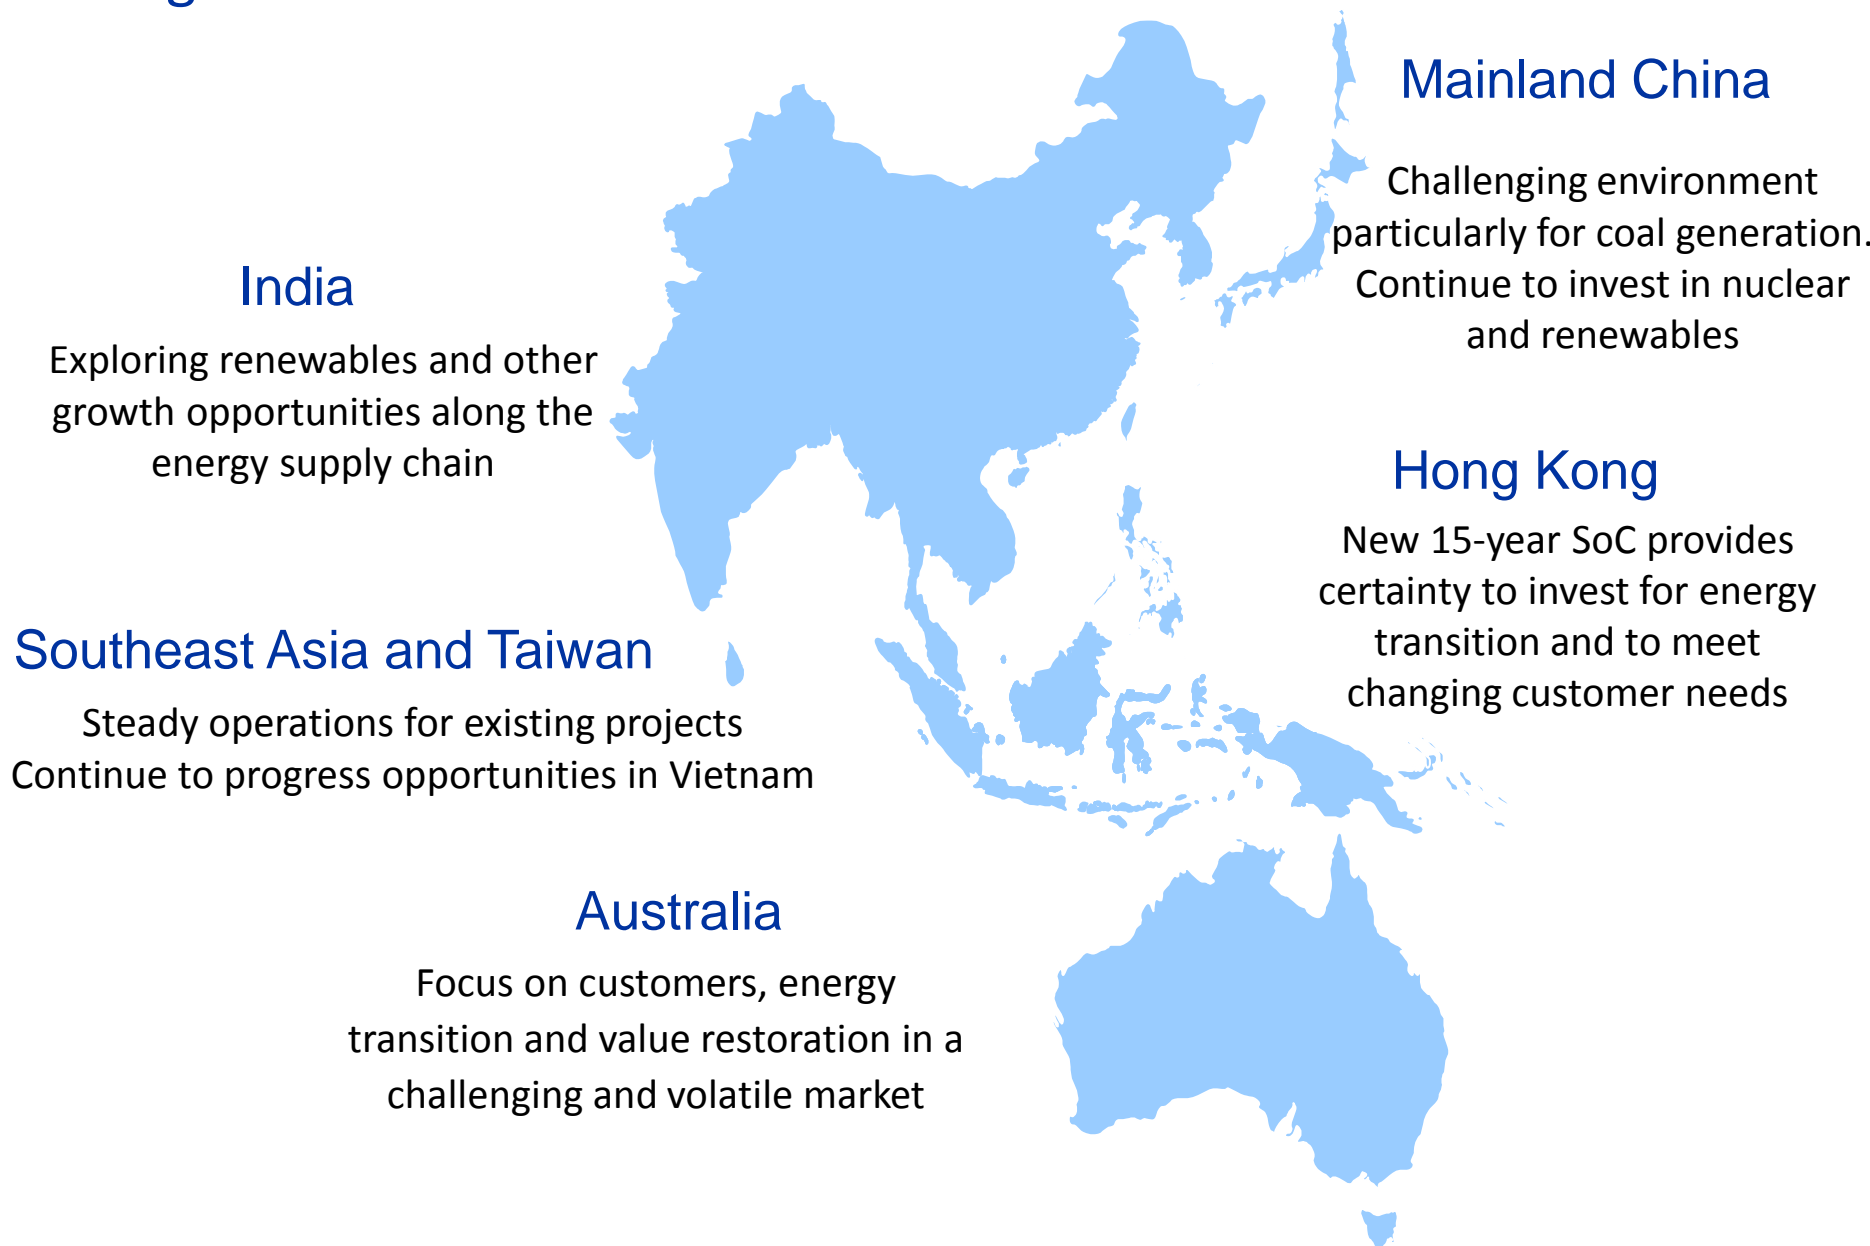 Mainland China
Challenging environment
particularly for coal generation.
Continue to invest in nuclear
and renewables
India
Exploring renewables and other
growth opportunities along the
energy supply chain
Hong Kong
New 15-year SoC provides
certainty to invest for energy
transition and to meet
changing customer needs
Southeast Asia and Taiwan
Steady operations for existing projects
Continue to progress opportunities in Vietnam
Australia
Focus on customers, energy
transition and value restoration in a
challenging and volatile market